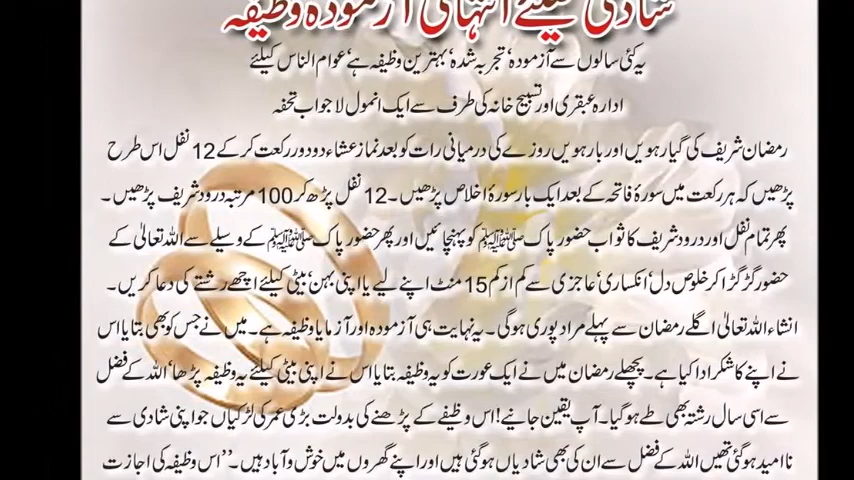 شادی کیلئے انتہائی آزمودہ وظیفہ
یہ کئی سالوں سے آزمودہ‘ تجربہ شدہ‘ بہترین وظیفہ ہے‘ عوام الناس کیلئے
ادارہ عبقری اور تسبیح خانہ کی طرف سے ایک انمول لاجواب تحفہ
رمضان شریف کی گیارہویں اور بارہویں روزے کی درمیانی رات کو بعد نماز عشاء دو دو رکعت کر کے 12 نفل اس طرح
پڑھیں کہ ہر رکعت میں سورۂ فاتحہ کے بعد ایک بار سورۂ اخلاص پڑھیں۔ 12 نفل پڑھ کر 100 مرتبہ درود شریف پڑھیں۔
پھر تمام نفل اور درود شریف کا ثواب حضور پاک ﷺ کو پہنچائیں اور پھر حضور پاک ﷺ کے وسیلے سے اللہ تعالیٰ کے
حضور گڑ گڑا کر خلوص دل‘ انکساری‘ عاجزی سے کم از کم 15 منٹ اپنے لیے یا اپنی بہن‘ بیٹی کیلئے اچھے رشتے کی دعا کریں۔
انشاء اللہ تعالیٰ اگلے رمضان سے پہلے مراد پوری ہوگی۔ یہ نہایت ہی آزمودہ اور آزمایا وظیفہ ہے۔ میں نے جس کو بھی بتایا اس
نے اپنے کا شکر ادا کیا ہے۔ پچھلے رمضان میں نے ایک عورت کو یہ وظیفہ بتایا اس نے اپنی بیٹی کیلئے یہ وظیفہ پڑھا‘ اللہ کے فضل
سے اسی سال رشتہ بھی طے ہوگیا۔ آپ یقین جانیے! اس وظیفے کے پڑھنے کی بدولت بڑی عمر کی لڑکیاں جو اپنی شادی سے
ناامید ہوگئی تھیں اللہ کے فضل سے ان کی بھی شادیاں ہوگئی ہیں اور اپنے گھروں میں خوش و آباد ہیں۔‘‘ اس وظیفہ کی اجازت